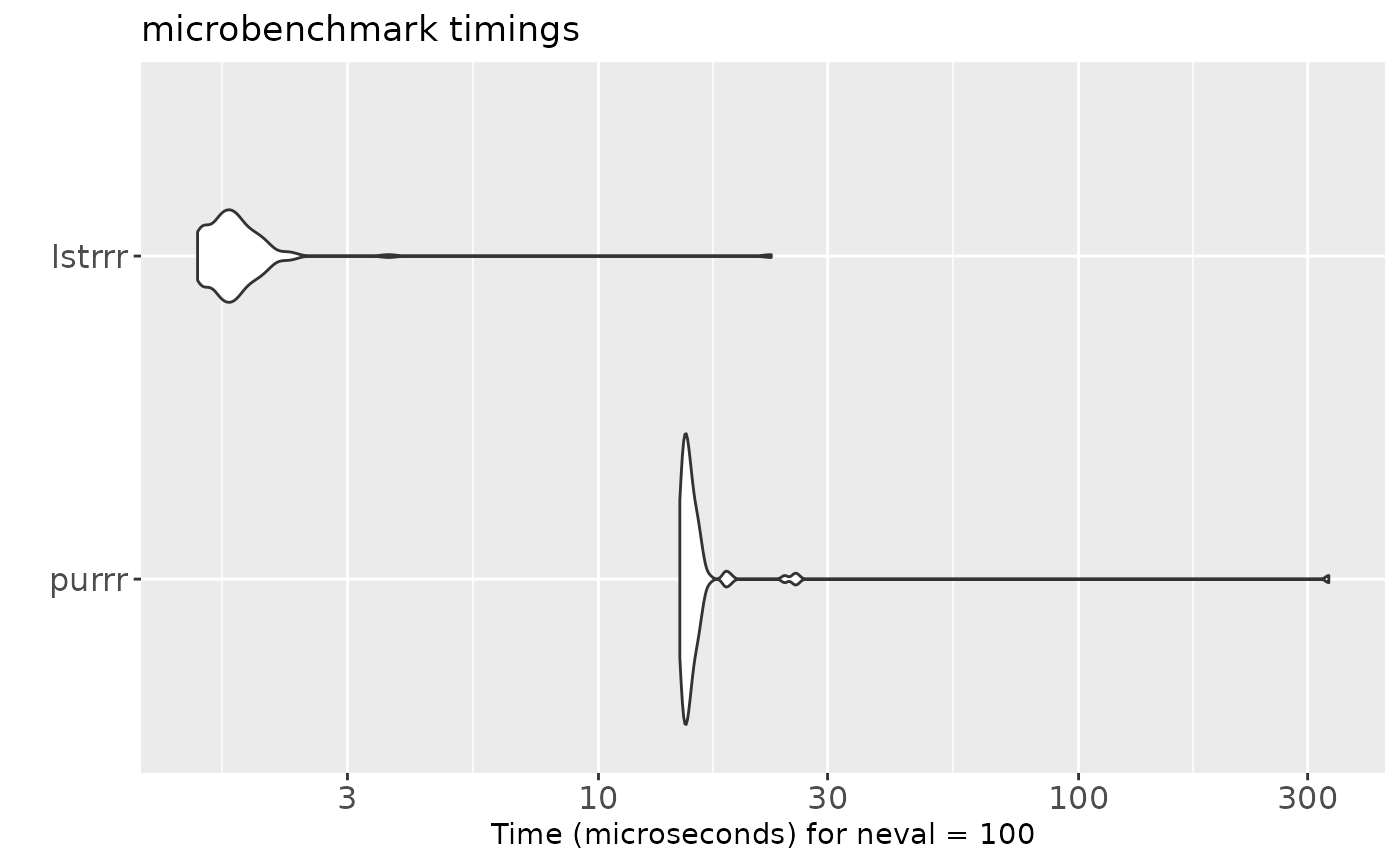 microbenchmark timings
lstrrr
purrr
3 10 30 100 300
Time (microseconds) for neval = 100